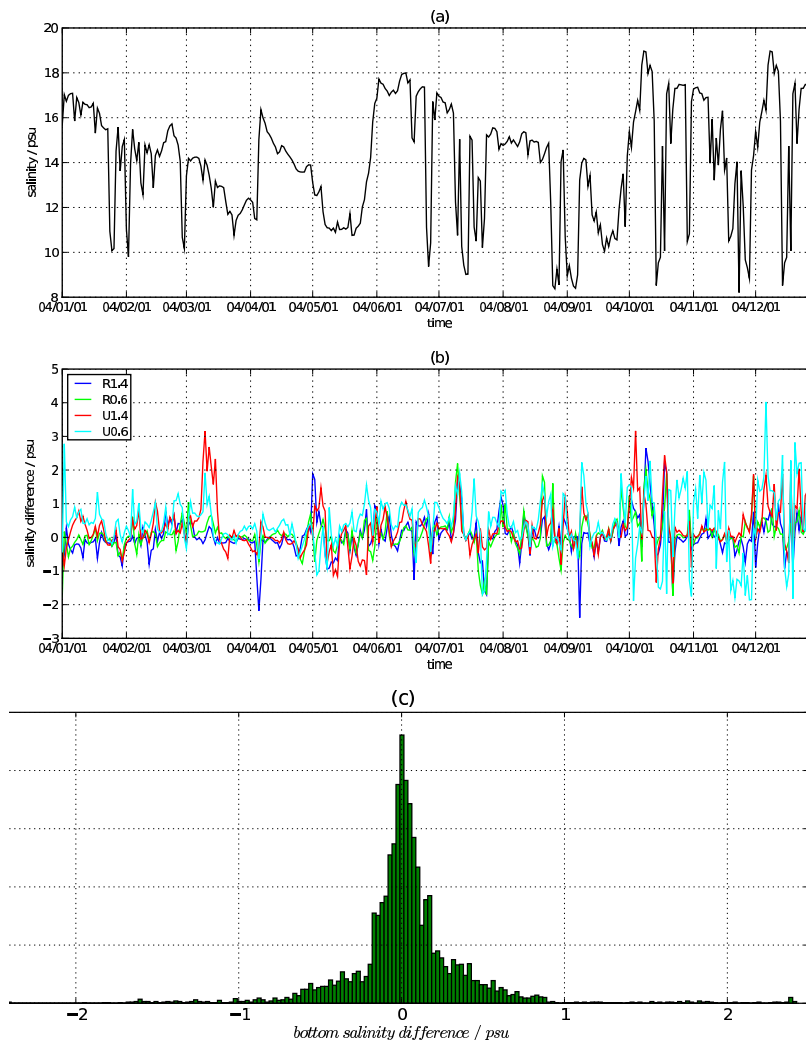 (a)
20
18
16
14
12
10
8
salinity / psu
04/01/01 04/02/01 04/03/01 04/04/01 04/05/01 04/06/01 04/07/01 04/08/01 04/09/01 04/10/01 04/11/01 04/12/01
time
(b)
5
4
3
2
1
0
−1
−2
−3
salinity difference / psu
R1.4
R0.6
U1.4
U0.6
04/01/01 04/02/01 04/03/01 04/04/01 04/05/01 04/06/01 04/07/01 04/08/01 04/09/01 04/10/01 04/11/01 04/12/01
time
(c)
−2 −1 0 1 2
bottom salinity difference / psu